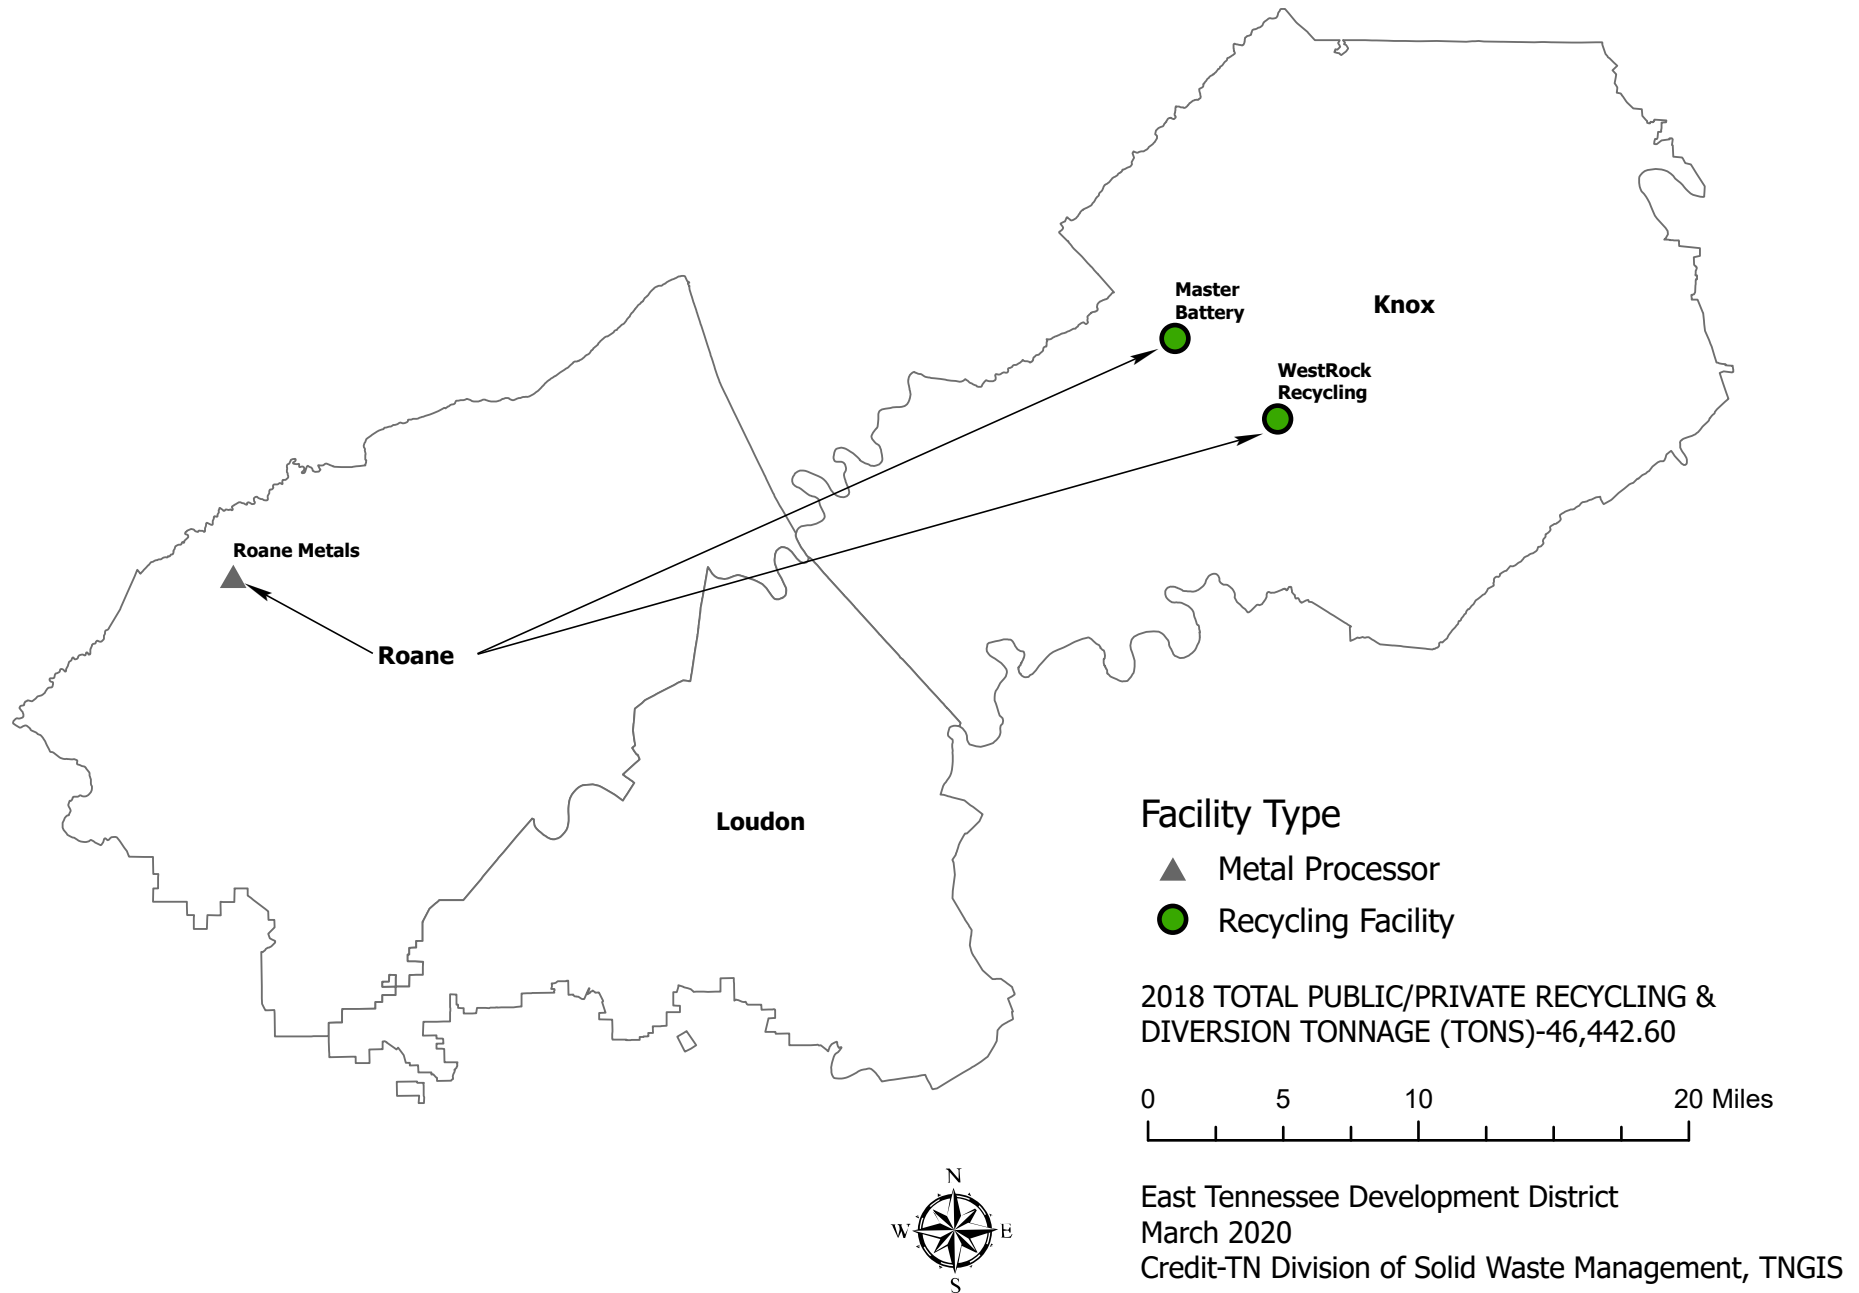 Master
Battery
Knox
WestRock
Recycling
Roane Metals
Roane
Loudon
Facility Type
Metal Processor
Recycling Facility
2018 TOTAL PUBLIC/PRIVATE RECYCLING &
DIVERSION TONNAGE (TONS)-46,442.60
0 5 10 20 Miles
N
W E
S
East Tennessee Development District
March 2020
Credit-TN Division of Solid Waste Management, TNGIS